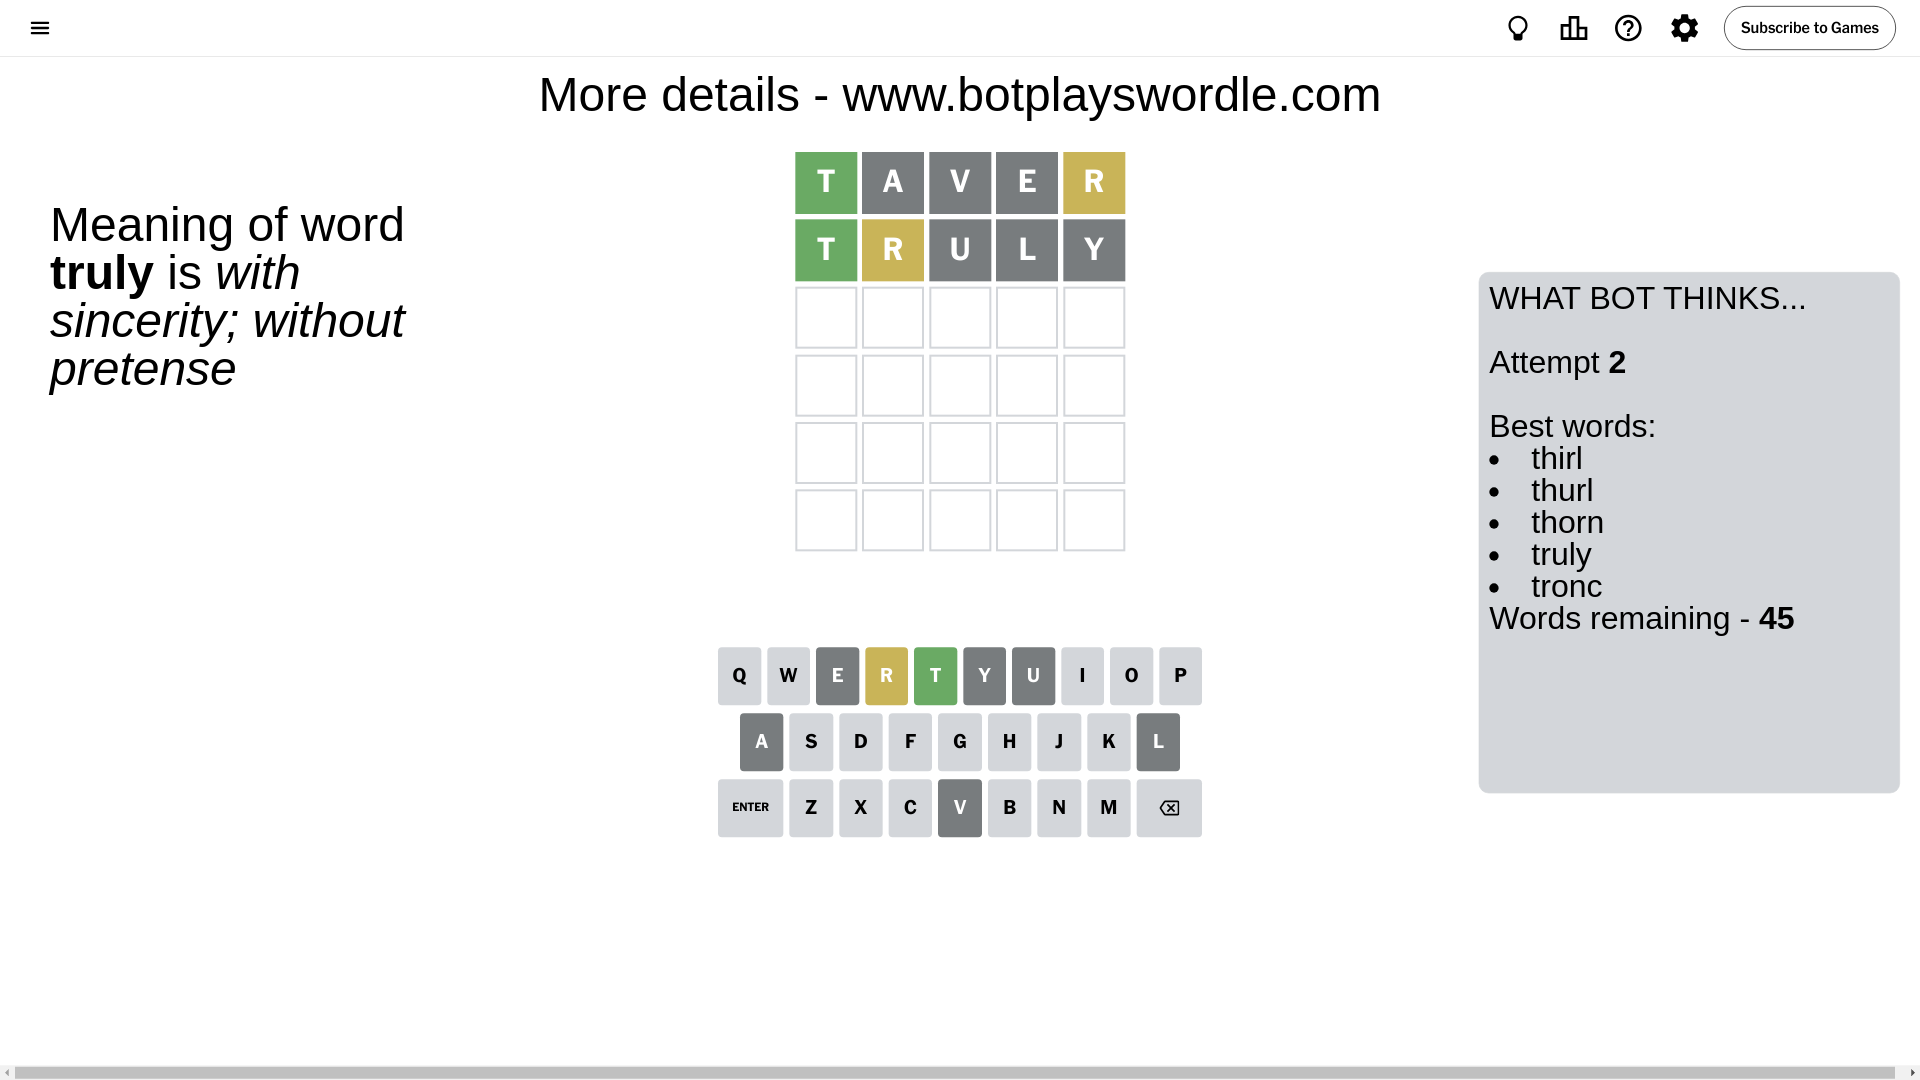 Subscribe to Games
More details - www.botplayswordle.com
Meaning of word
truly is with
sincerity; without
pretense
T A V E R
T R U L Y
WHAT BOT THINKS...
Attempt 2
Best words:
• thirl
• thurl
• thorn
• truly
• tronc
Words remaining - 45
Q W E R T Y U I O P
A S D F G H J K L
ENTER Z X C V B N M